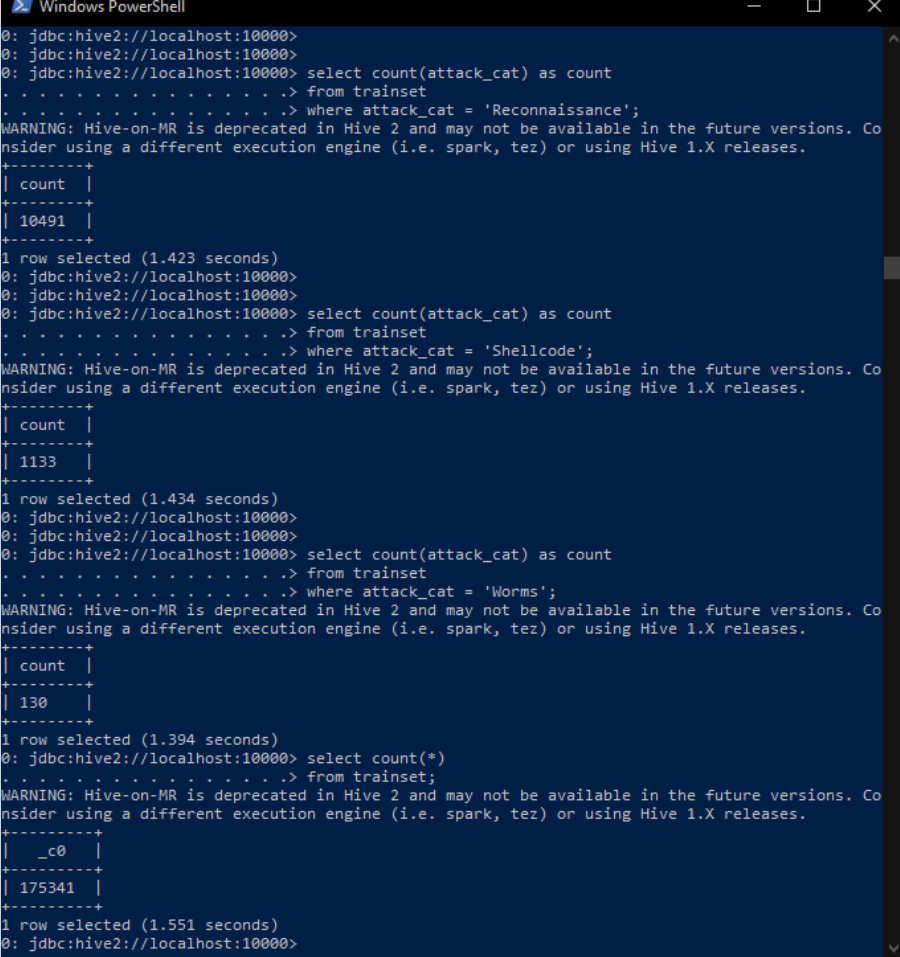 Windows PowerShell
0: jdbc:hive2://localhost:10000>
0: jdbc:hive2://localhost:10000>
0: jdbc:hive2://localhost:10000> select count(attack_cat) as count
. . . . . . . . . . . . . . . .> from trainset
. . . . . . . . . . . . . . . .> where attack_cat = 'Reconnaissance';
WARNING: Hive-on-MR is deprecated in Hive 2 and may not be available in the future versions. Co
nsider using a different execution engine (i.e. spark, tez) or using Hive 1.X releases.
+--------+
| count  |
+--------+
| 10491  |
+--------+
1 row selected (1.423 seconds)
0: jdbc:hive2://localhost:10000>
0: jdbc:hive2://localhost:10000>
0: jdbc:hive2://localhost:10000> select count(attack_cat) as count
. . . . . . . . . . . . . . . .> from trainset
. . . . . . . . . . . . . . . .> where attack_cat = 'Shellcode';
WARNING: Hive-on-MR is deprecated in Hive 2 and may not be available in the future versions. Co
nsider using a different execution engine (i.e. spark, tez) or using Hive 1.X releases.
+--------+
| count  |
+--------+
| 1133   |
+--------+
1 row selected (1.434 seconds)
0: jdbc:hive2://localhost:10000>
0: jdbc:hive2://localhost:10000>
0: jdbc:hive2://localhost:10000> select count(attack_cat) as count
. . . . . . . . . . . . . . . .> from trainset
. . . . . . . . . . . . . . . .> where attack_cat = 'Worms';
WARNING: Hive-on-MR is deprecated in Hive 2 and may not be available in the future versions. Co
nsider using a different execution engine (i.e. spark, tez) or using Hive 1.X releases.
+--------+
| count  |
+--------+
| 130    |
+--------+
1 row selected (1.394 seconds)
0: jdbc:hive2://localhost:10000> select count(*)
. . . . . . . . . . . . . . . .> from trainset;
WARNING: Hive-on-MR is deprecated in Hive 2 and may not be available in the future versions. Co
nsider using a different execution engine (i.e. spark, tez) or using Hive 1.X releases.
+---------+
|   _c0   |
+---------+
| 175341  |
+---------+
1 row selected (1.551 seconds)
0: jdbc:hive2://localhost:10000>